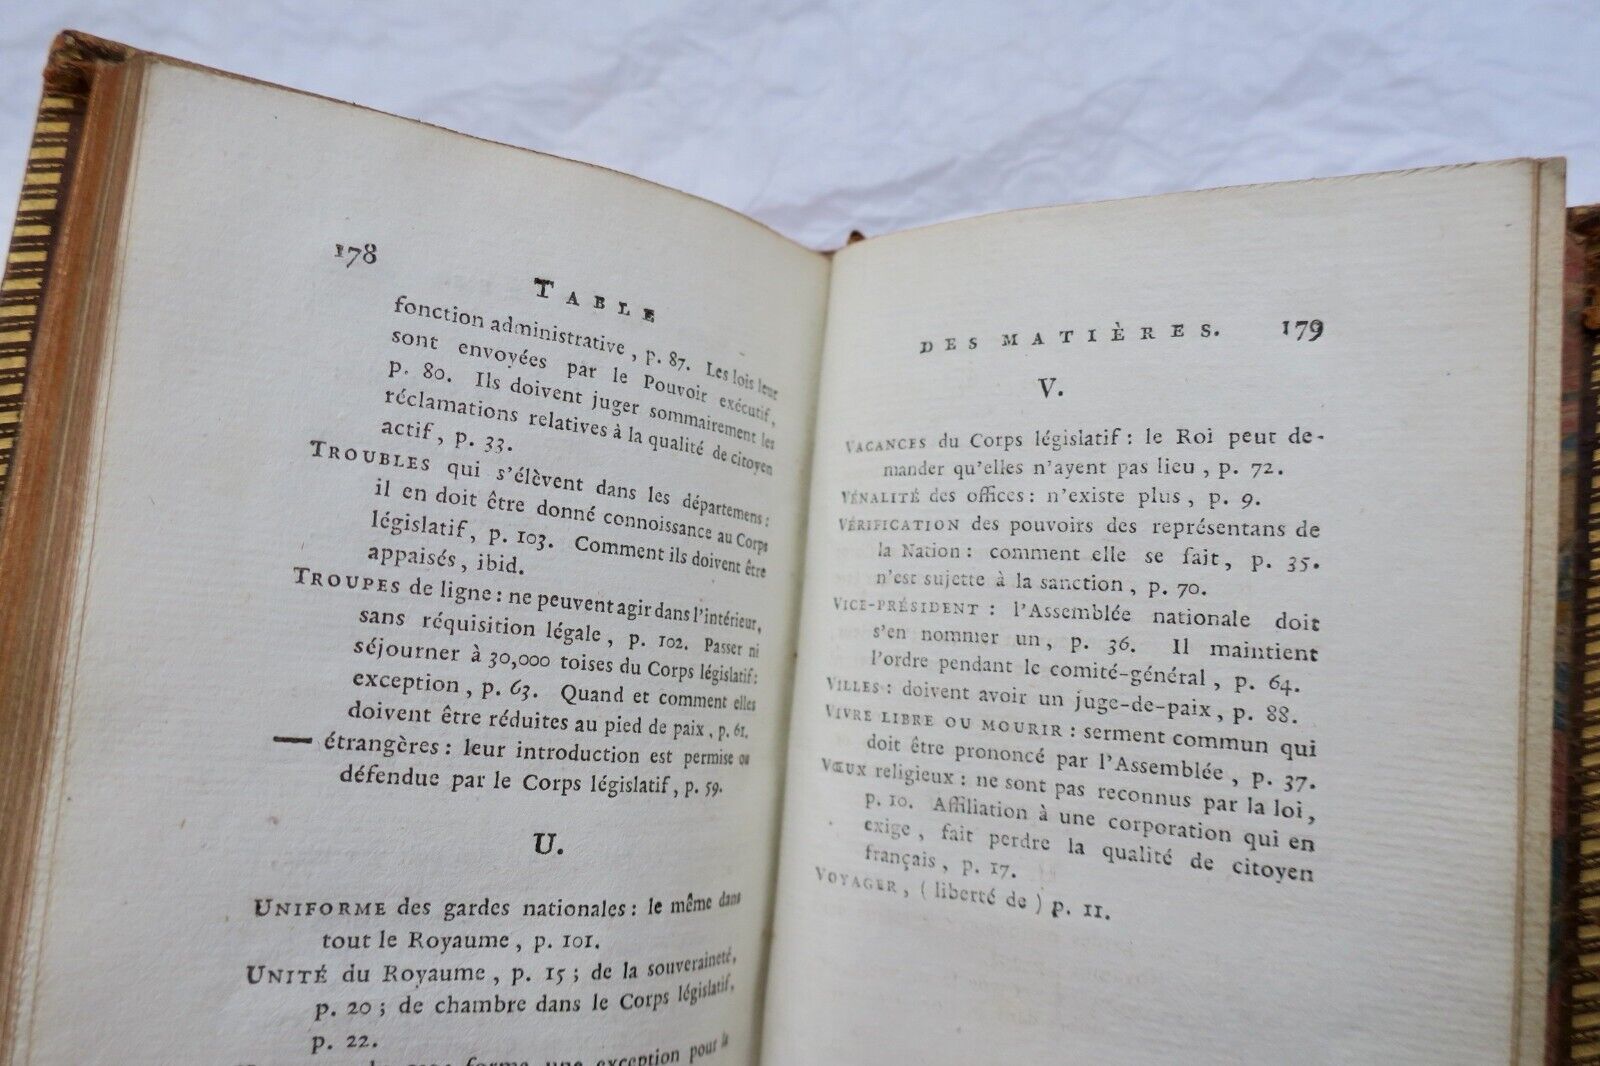 178
TABLE
fonction administrative, p. 87. Les lois leur
sont envoyées par le Pouvoir exécutif,
p. 80. Ils doivent juger sommairement les
réclamations relatives à la qualité de citoyen
actif, p. 33.
TROUBLES qui s'élèvent dans les départemens :
il en doit être donné connoissance au Corps
législatif, p. 103. Comment ils doivent être
appaisés, ibid.
TROUPES de ligne : ne peuvent agir dans l'intérieur,
sans réquisition légale, p. 102. Passer ni
séjourner à 30,000 toises du Corps législatif :
exception, p. 63. Quand et comment elles
doivent être réduites au pied de paix, p. 61.
— étrangères : leur introduction est permise ou
défendue par le Corps législatif, p. 59.
U.
UNIFORME des gardes nationales : le même dans
tout le Royaume, p. 101.
UNITÉ du Royaume, p. 15 ; de la souveraineté,
p. 20 ; de chambre dans le Corps législatif,
p. 22.
forme une exception pour la
DES MATIÈRES. 179
V.
VACANCES du Corps législatif : le Roi peut de-
mander qu'elles n'ayent pas lieu, p. 72.
VÉNALITÉ des offices : n'existe plus, p. 9.
VÉRIFICATION des pouvoirs des représentans de
la Nation : comment elle se fait, p. 35.
n'est sujette à la sanction, p. 70.
VICE-PRÉSIDENT : l'Assemblée nationale doit
s'en nommer un, p. 36. Il maintient
l'ordre pendant le comité-général, p. 64.
VILLES : doivent avoir un juge-de-paix, p. 88.
VIVRE LIBRE OU MOURIR : serment commun qui
doit être prononcé par l'Assemblée, p. 37.
VŒUX religieux : ne sont pas reconnus par la loi,
p. 10. Affiliation à une corporation qui en
exige, fait perdre la qualité de citoyen
français, p. 17.
VOYAGER, ( liberté de ) p. 11.